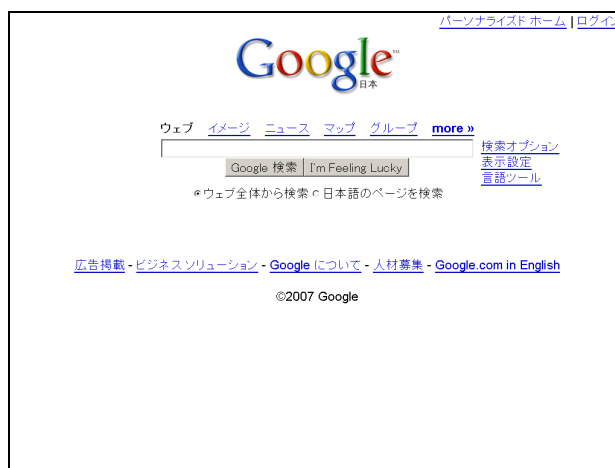 パーソナライズド ホーム | ログイン
Google™
日本
ウェブ イメージ ニュース マップ グループ more »
検索オプション
Google 検索 I'm Feeling Lucky 表示設定
言語ツール
ウェブ全体から検索 日本語のページを検索
広告掲載 - ビジネス ソリューション - Google について - 人材募集 - Google.com in English
©2007 Google